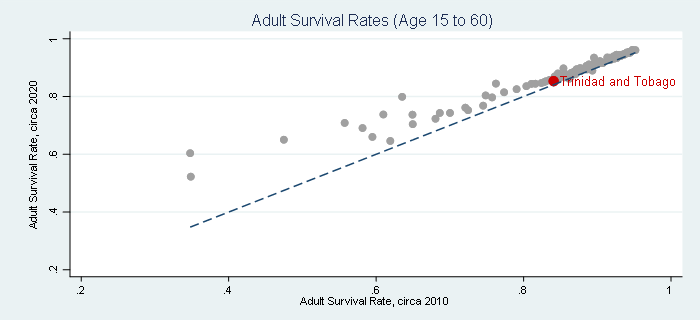 Adult Survival Rates (Age 15 to 60)
Adult Survival Rate, circa 2020
1
.8
.6
.4
.2
Trinidad and Tobago
.2 .4 .6 .8 1
Adult Survival Rate, circa 2010